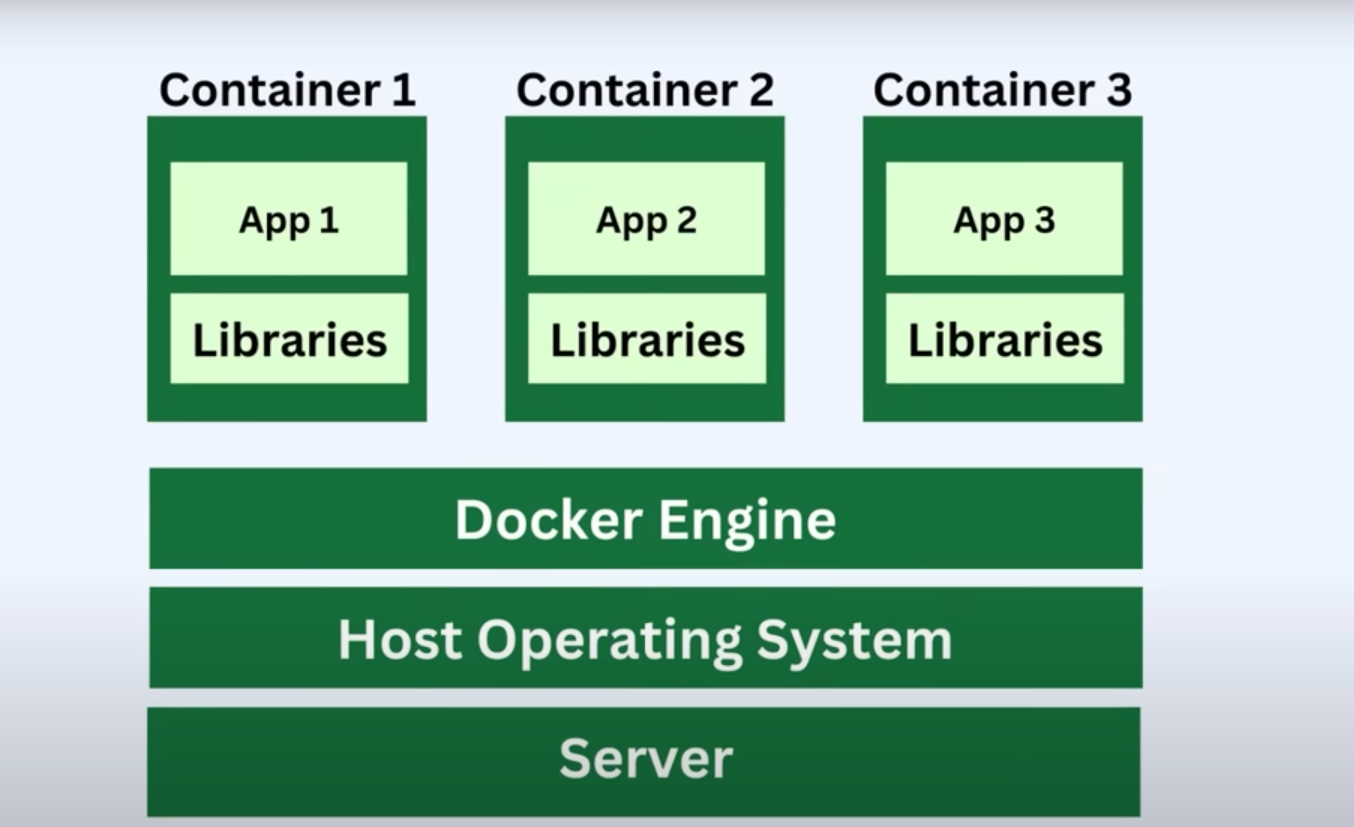 Container 1 Container 2 Container 3
App 1 App 2 App 3
Libraries Libraries Libraries
Docker Engine
Host Operating System
Server